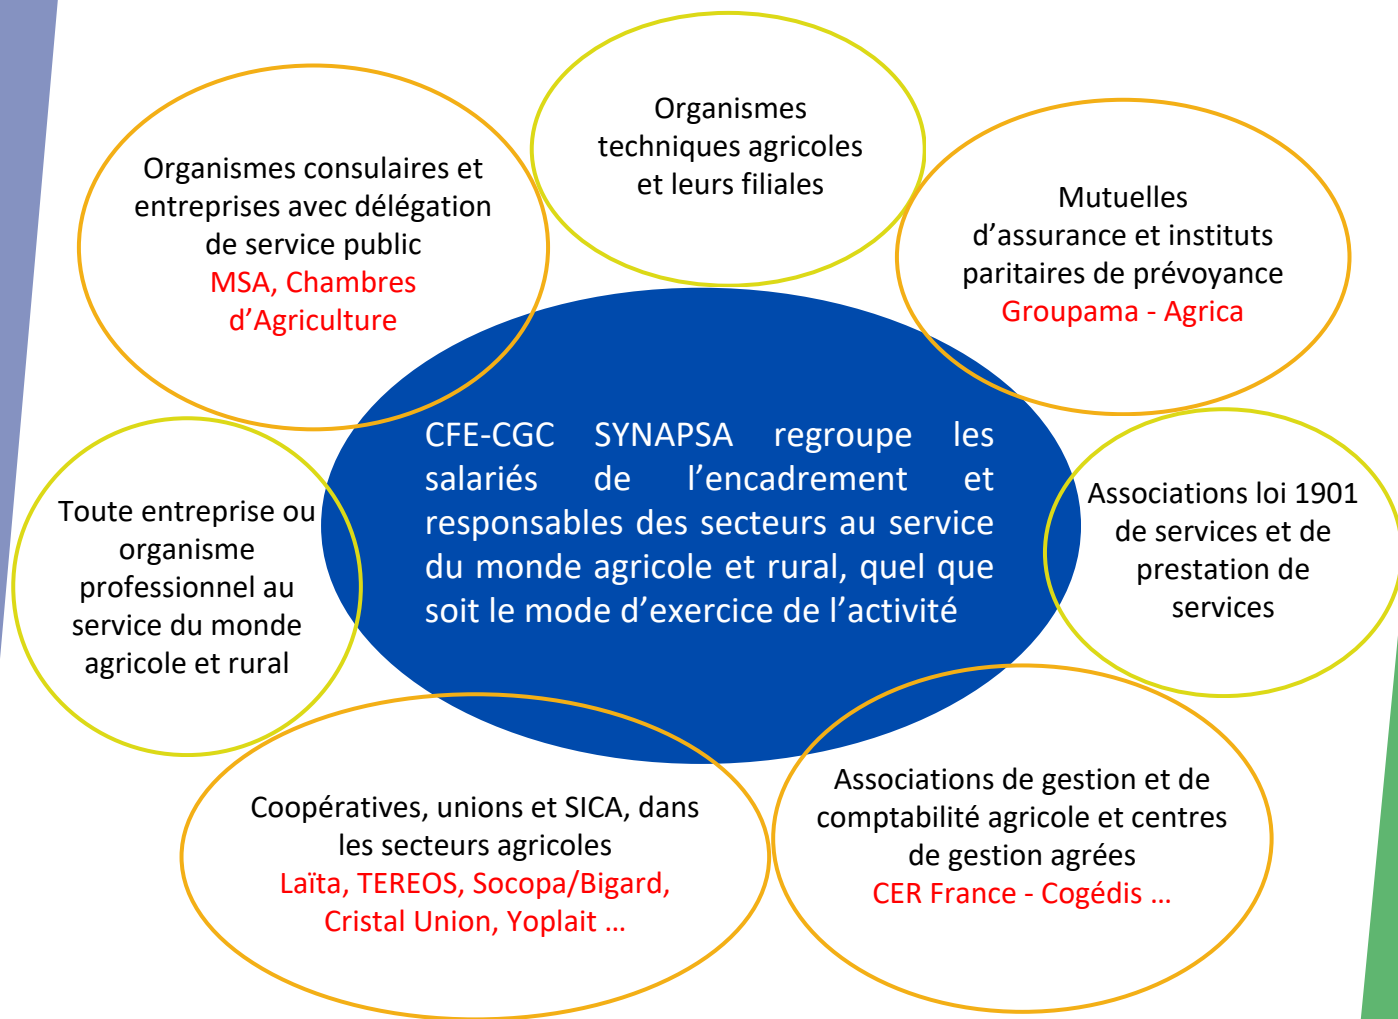 Organismes
techniques agricoles
et leurs filiales
Organismes consulaires et
entreprises avec délégation
de service public
MSA, Chambres
d’Agriculture
Mutuelles
d’assurance et instituts
paritaires de prévoyance
Groupama - Agrica
CFE-CGC SYNAPSA regroupe les
salariés de l’encadrement et
responsables des secteurs au service
du monde agricole et rural, quel que
soit le mode d’exercice de l’activité
Toute entreprise ou
organisme
professionnel au
service du monde
agricole et rural
Associations loi 1901
de services et de
prestation de
services
Coopératives, unions et SICA, dans
les secteurs agricoles
Laïta, TEREOS, Socopa/Bigard,
Cristal Union, Yoplait …
Associations de gestion et de
comptabilité agricole et centres
de gestion agrées
CER France - Cogédis …